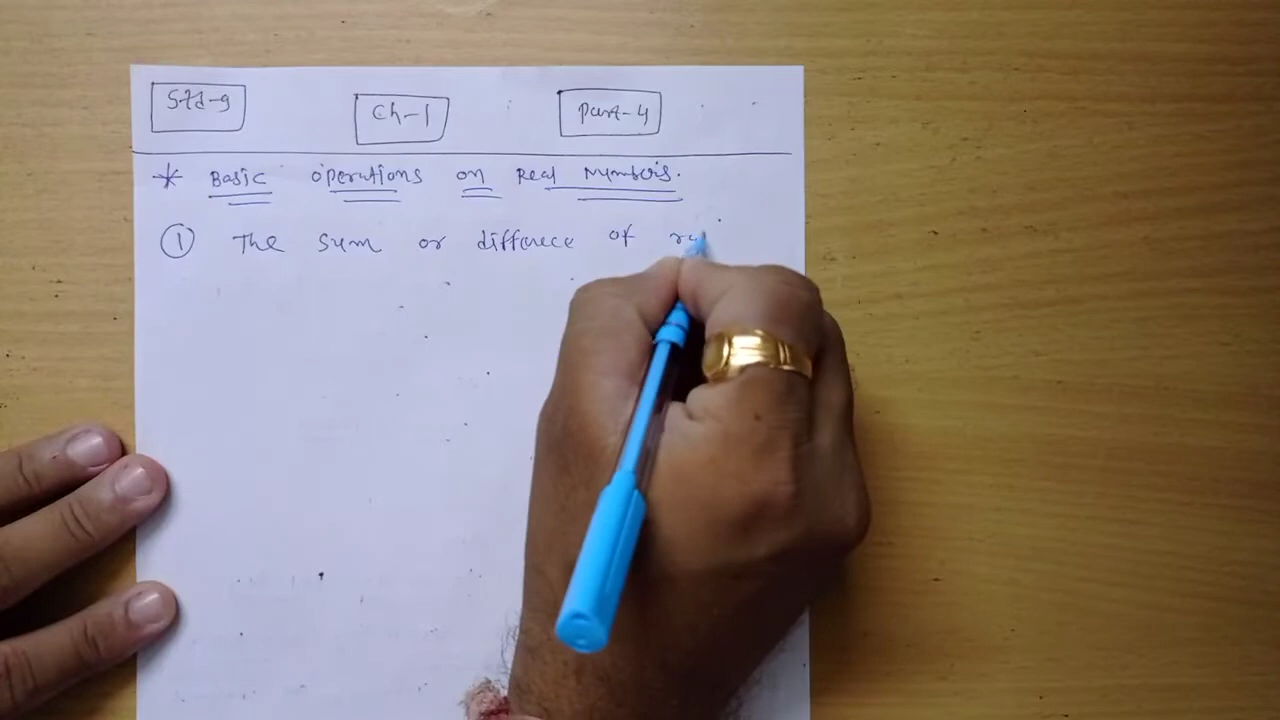 Std-9 Ch-1 Part-4
* Basic operations on Real Numbers.
① The sum or differece of